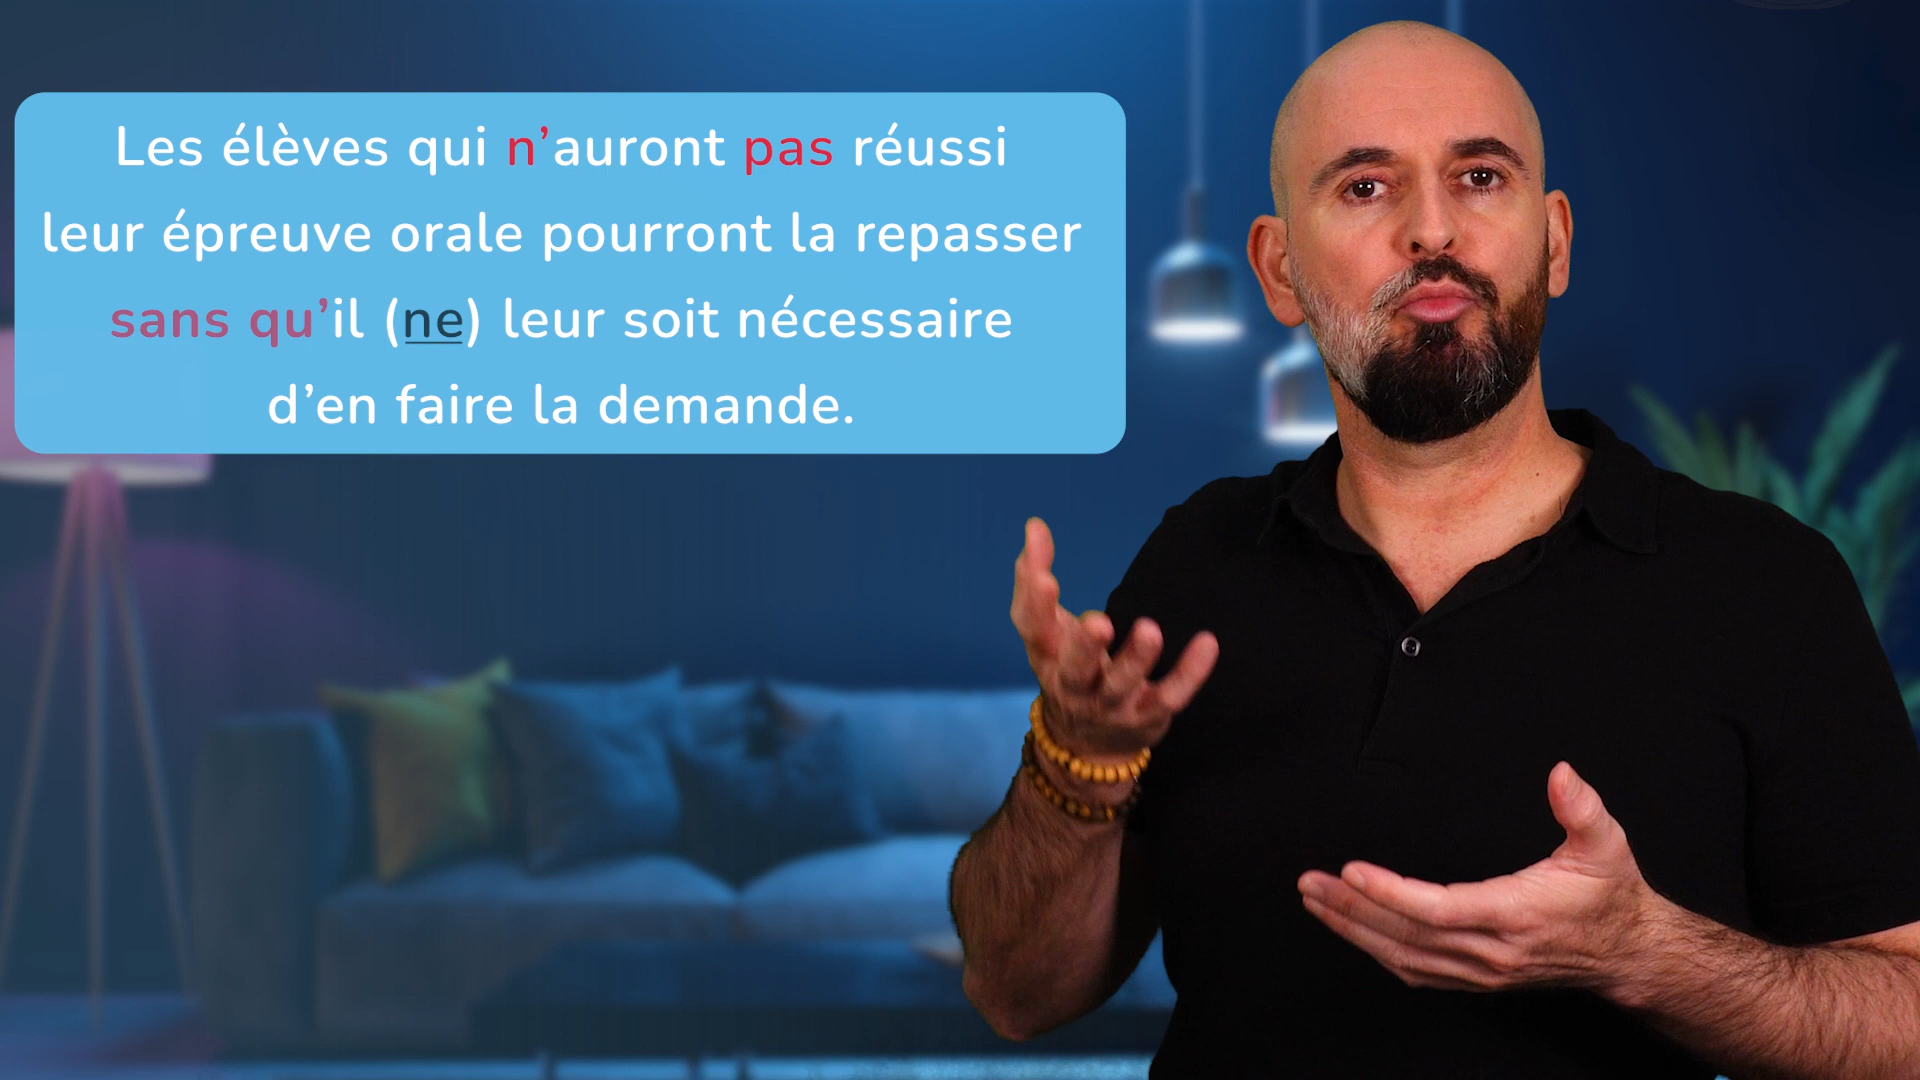 Les élèves qui n’auront pas réussi
leur épreuve orale pourront la repasser
sans qu’il (ne) leur soit nécessaire
d’en faire la demande.